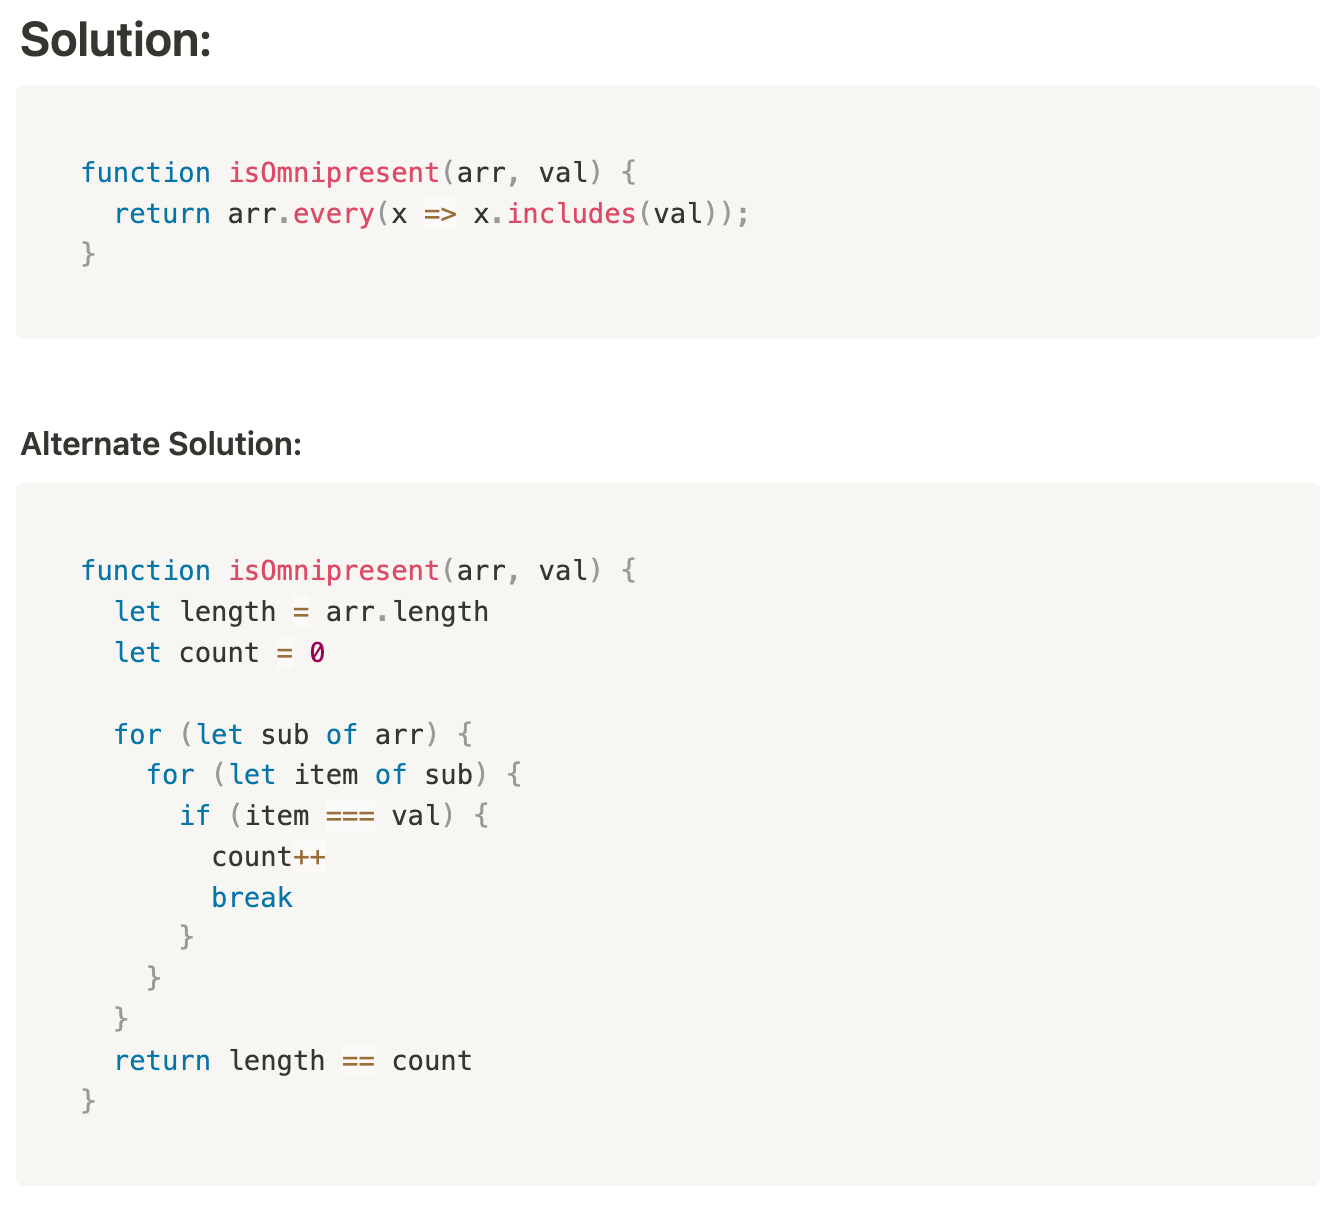 Solution:
function isOmnipresent(arr, val) {
  return arr.every(x => x.includes(val));
}
Alternate Solution:
function isOmnipresent(arr, val) {
  let length = arr.length
  let count = 0
  for (let sub of arr) {
    for (let item of sub) {
      if (item === val) {
        count++
        break
      }
    }
  }
  return length == count
}